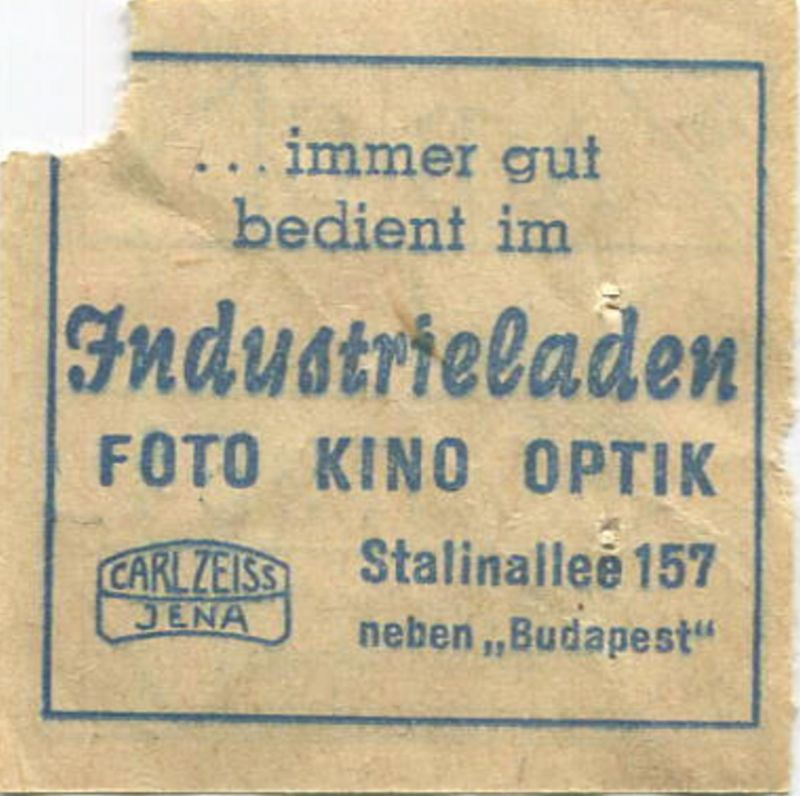 ...immer gut
bedient im
Industrieladen
FOTO KINO OPTIK
CARL ZEISS
JENA
Stalinallee 157
neben „Budapest“